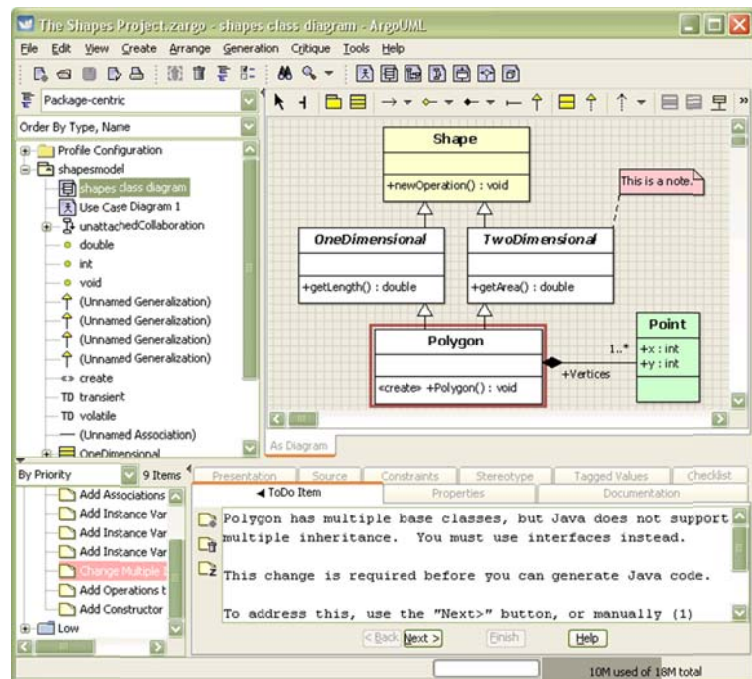 The Shapes Project.zargo - shapes class diagram - ArgoUML
File Edit View Create Arrange Generation Critique Tools Help
Package-centric
Order By Type, Name
Profile Configuration
shapesmodel
shapes class diagram
Use Case Diagram 1
unattachedCollaboration
double
int
void
(Unnamed Generalization)
(Unnamed Generalization)
(Unnamed Generalization)
(Unnamed Generalization)
«» create
TD transient
TD volatile
(Unnamed Association)
OneDimensional
Shape
+newOperation() : void
This is a note.
OneDimensional
+getLength() : double
TwoDimensional
+getArea() : double
Polygon
«create» +Polygon() : void
1..*
+Vertices
Point
+x : int
+y : int
As Diagram
By Priority
9 Items
Add Associations
Add Instance Var
Add Instance Var
Add Instance Var
Change Multiple I
Add Operations t
Add Constructor
Low
Presentation Source Constraints Stereotype Tagged Values Checklist
ToDo Item Properties Documentation
Polygon has multiple base classes, but Java does not support
multiple inheritance. You must use interfaces instead.
This change is required before you can generate Java code.
To address this, use the "Next>" button, or manually (1)
< Back Next > Finish Help
10M used of 18M total